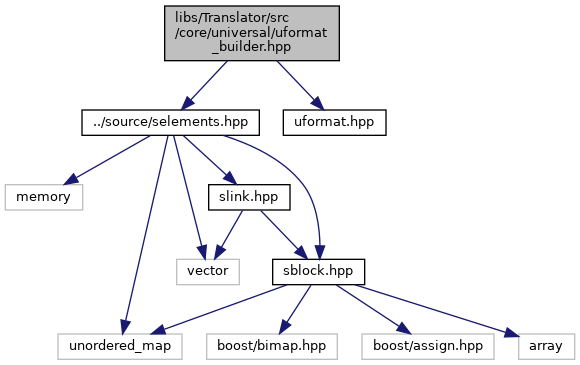 libs/Translator/src
/core/universal/uformat
_builder.hpp
../source/selements.hpp
uformat.hpp
memory
slink.hpp
vector
sblock.hpp
unordered_map
boost/bimap.hpp
boost/assign.hpp
array